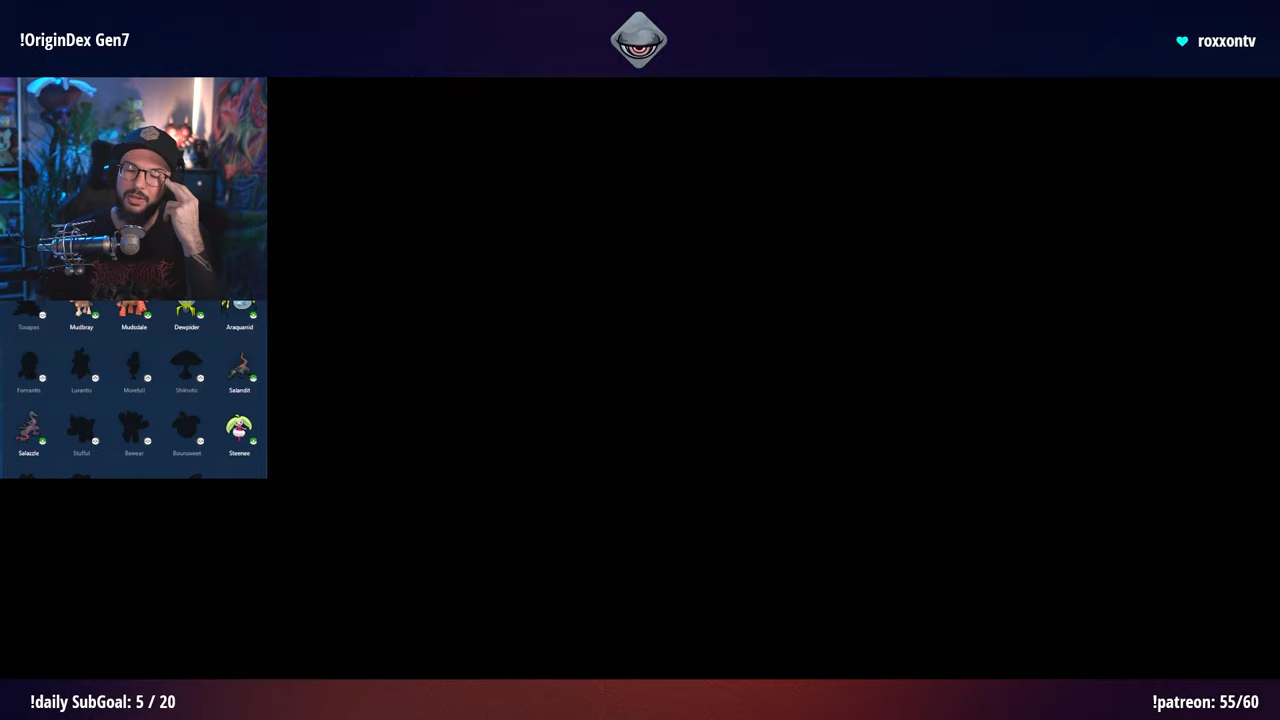 !OriginDex Gen7
roxxontv
Toxapex Mudbray Mudsdale Dewpider Araquanid
Fomantis Lurantis Morelull Shiinotic Salandit
Salazzle Stufful Bewear Bounsweet Steenee
!daily SubGoal: 5 / 20
!patreon: 55/60